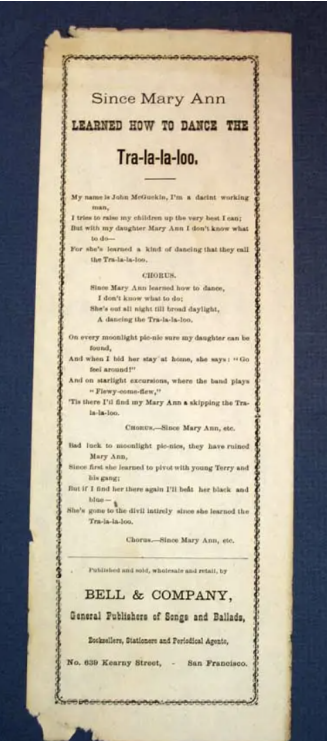 Since Mary Ann
LEARNED HOW TO DANCE THE
Tra-la-la-loo.
My name is John McGuckin, I'm a dacint working
man,
I tries to raise my children up the very best I can;
But with my daughter Mary Ann I don't know what
to do—
For she's learned a kind of dancing that they call
the Tra-la-la-loo.
CHORUS.
Since Mary Ann learned how to dance,
I don't know what to do;
She's out all night till broad daylight,
A dancing the Tra-la-la-loo.
On every moonlight pic-nic sure my daughter can be
found,
And when I bid her stay at home, she says: "Go
feel around!"
And on starlight excursions, where the band plays
"Flewy-come-flew,"
'Tis there I'll find my Mary Ann a skipping the Tra-
la-la-loo.
CHORUS.—Since Mary Ann, etc.
Bad luck to moonlight pic-nics, they have ruined
Mary Ann,
Since first she learned to pivot with young Terry and
his gang;
But if I find her there again I'll beat her black and
blue—
She's gone to the divil intirely since she learned the
Tra-la-la-loo.
Chorus.—Since Mary Ann, etc.
Published and sold, wholesale and retail, by
BELL & COMPANY,
General Publishers of Songs and Ballads,
Booksellers, Stationers and Periodical Agents,
No. 639 Kearny Street, - San Francisco.